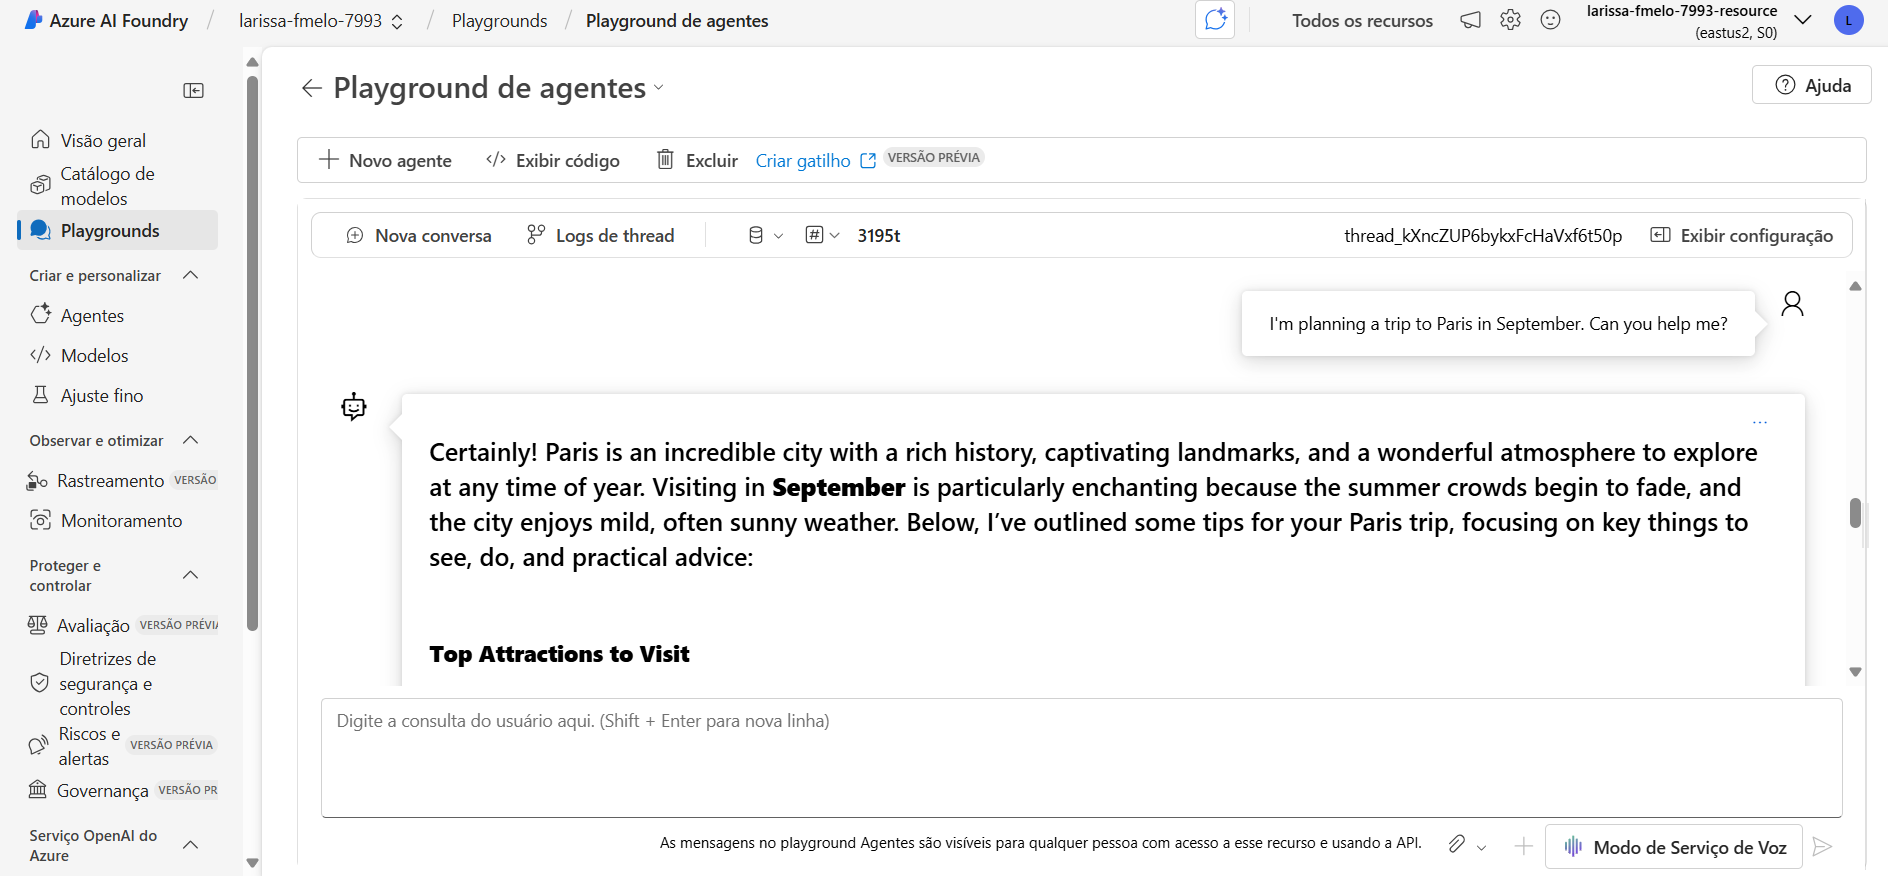 Azure AI Foundry / larissa-fmelo-7993 / Playgrounds / Playground de agentes
Todos os recursos
larissa-fmelo-7993-resource
(eastus2, S0)
L
Playground de agentes
Ajuda
Novo agente
Exibir código
Excluir
Criar gatilho
VERSÃO PRÉVIA
Nova conversa
Logs de thread
3195t
thread_kXncZUP6bykxFcHaVxf6t50p
Exibir configuração
Visão geral
Catálogo de
modelos
Playgrounds
Criar e personalizar
Agentes
Modelos
Ajuste fino
Observar e otimizar
Rastreamento VERSÃO
Monitoramento
Proteger e
controlar
Avaliação VERSÃO PRÉVIA
Diretrizes de
segurança e
controles
Riscos e
alertas
VERSÃO PRÉVIA
Governança VERSÃO PR
Serviço OpenAI do
Azure
I'm planning a trip to Paris in September. Can you help me?
...
Certainly! Paris is an incredible city with a rich history, captivating landmarks, and a wonderful atmosphere to explore
at any time of year. Visiting in September is particularly enchanting because the summer crowds begin to fade, and
the city enjoys mild, often sunny weather. Below, I’ve outlined some tips for your Paris trip, focusing on key things to
see, do, and practical advice:
Top Attractions to Visit
Digite a consulta do usuário aqui. (Shift + Enter para nova linha)
As mensagens no playground Agentes são visíveis para qualquer pessoa com acesso a esse recurso e usando a API.
Modo de Serviço de Voz